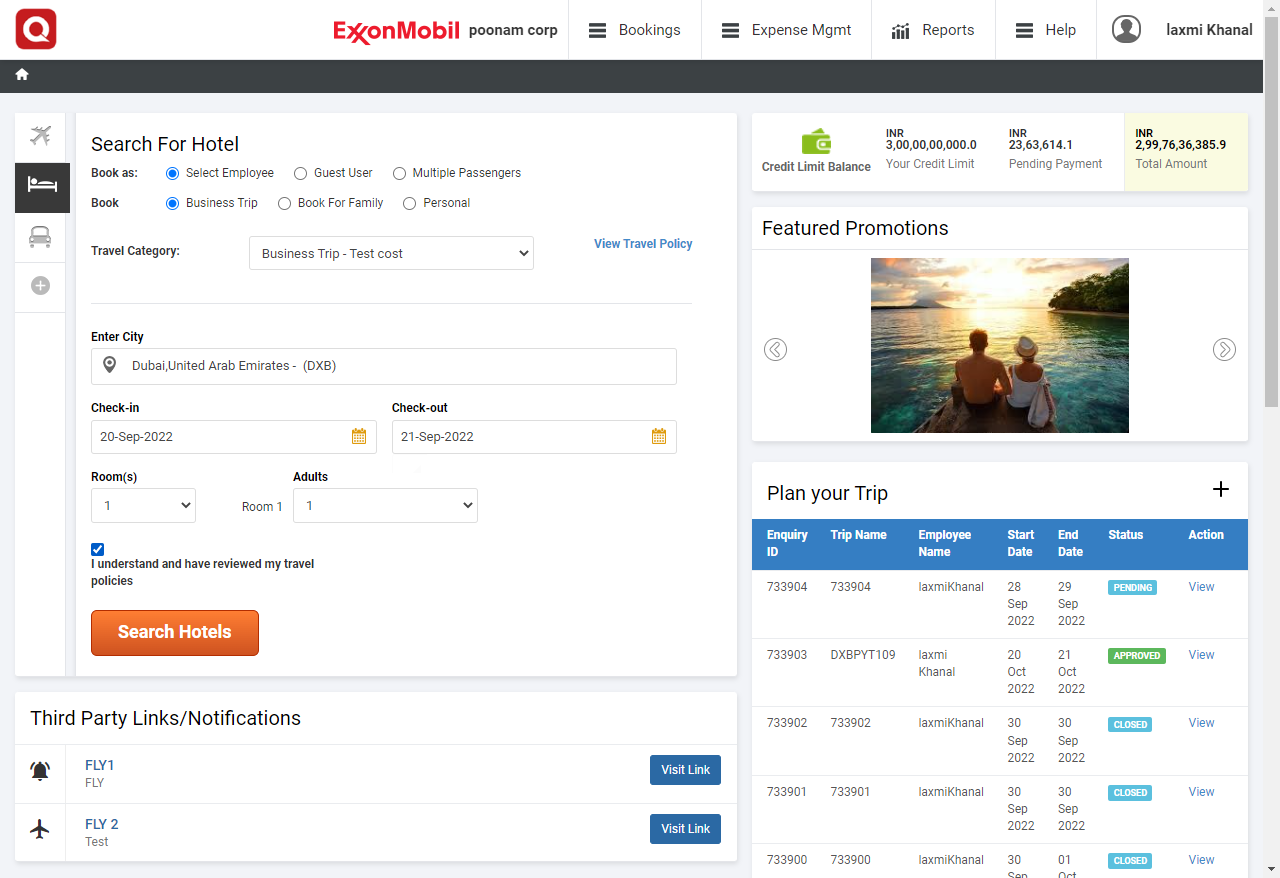 Q
ExxonMobil poonam corp Bookings Expense Mgmt Reports Help laxmi Khanal
Search For Hotel
Book as: Select Employee Guest User Multiple Passengers
Book Business Trip Book For Family Personal
Travel Category: Business Trip - Test cost View Travel Policy
Enter City
Dubai,United Arab Emirates - (DXB)
Check-in Check-out
20-Sep-2022 21-Sep-2022
Room(s) Adults
1 Room 1 1
I understand and have reviewed my travel
policies
Search Hotels
Third Party Links/Notifications
FLY1
FLY
Visit Link
FLY 2
Test
Visit Link
Credit Limit Balance
INR
3,00,00,00,000.0
Your Credit Limit
INR
23,63,614.1
Pending Payment
INR
2,99,76,36,385.9
Total Amount
Featured Promotions
Plan your Trip
Enquiry ID Trip Name Employee Name Start Date End Date Status Action
733904 733904 laxmiKhanal 28 Sep 2022 29 Sep 2022 PENDING View
733903 DXBPYT109 laxmi Khanal 20 Oct 2022 21 Oct 2022 APPROVED View
733902 733902 laxmiKhanal 30 Sep 2022 30 Sep 2022 CLOSED View
733901 733901 laxmiKhanal 30 Sep 2022 30 Sep 2022 CLOSED View
733900 733900 laxmiKhanal 30 Sep 01 Oct CLOSED View